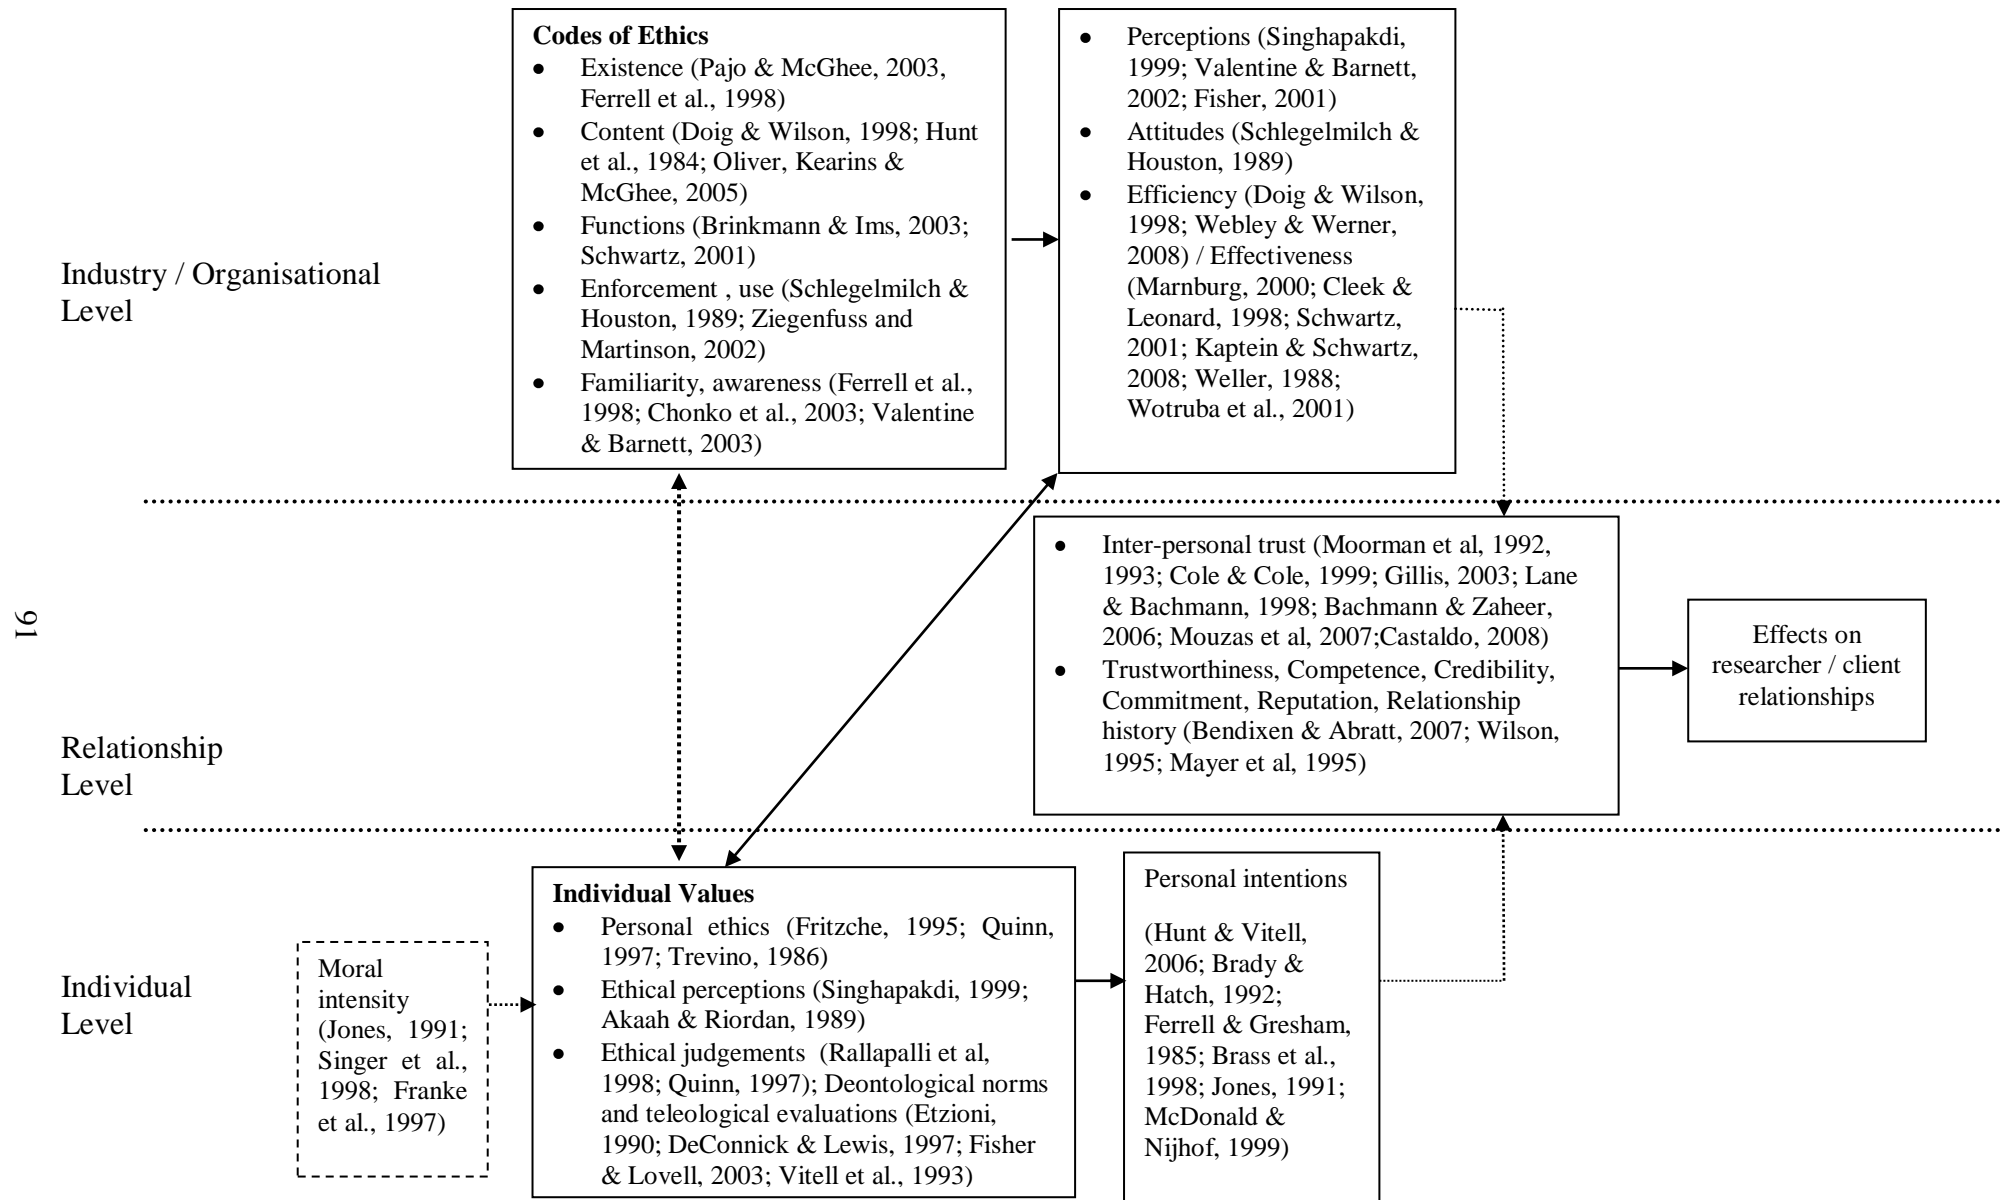 Industry / Organisational
Level
Codes of Ethics
● Existence (Pajo & McGhee, 2003,
Ferrell et al., 1998)
● Content (Doig & Wilson, 1998; Hunt
et al., 1984; Oliver, Kearins &
McGhee, 2005)
● Functions (Brinkmann & Ims, 2003;
Schwartz, 2001)
● Enforcement , use (Schlegelmilch &
Houston, 1989; Ziegenfuss and
Martinson, 2002)
● Familiarity, awareness (Ferrell et al.,
1998; Chonko et al., 2003; Valentine
& Barnett, 2003)
● Perceptions (Singhapakdi,
1999; Valentine & Barnett,
2002; Fisher, 2001)
● Attitudes (Schlegelmilch &
Houston, 1989)
● Efficiency (Doig & Wilson,
1998; Webley & Werner,
2008) / Effectiveness
(Marnburg, 2000; Cleek &
Leonard, 1998; Schwartz,
2001; Kaptein & Schwartz,
2008; Weller, 1988;
Wotruba et al., 2001)
91
Relationship
Level
● Inter-personal trust (Moorman et al, 1992,
1993; Cole & Cole, 1999; Gillis, 2003; Lane
& Bachmann, 1998; Bachmann & Zaheer,
2006; Mouzas et al, 2007;Castaldo, 2008)
● Trustworthiness, Competence, Credibility,
Commitment, Reputation, Relationship
history (Bendixen & Abratt, 2007; Wilson,
1995; Mayer et al, 1995)
Effects on
researcher / client
relationships
Individual
Level
Moral
intensity
(Jones, 1991;
Singer et al.,
1998; Franke
et al., 1997)
Individual Values
● Personal ethics (Fritzche, 1995; Quinn,
1997; Trevino, 1986)
● Ethical perceptions (Singhapakdi, 1999;
Akaah & Riordan, 1989)
● Ethical judgements (Rallapalli et al,
1998; Quinn, 1997); Deontological norms
and teleological evaluations (Etzioni,
1990; DeConnick & Lewis, 1997; Fisher
& Lovell, 2003; Vitell et al., 1993)
Personal intentions
(Hunt & Vitell,
2006; Brady &
Hatch, 1992;
Ferrell & Gresham,
1985; Brass et al.,
1998; Jones, 1991;
McDonald &
Nijhof, 1999)